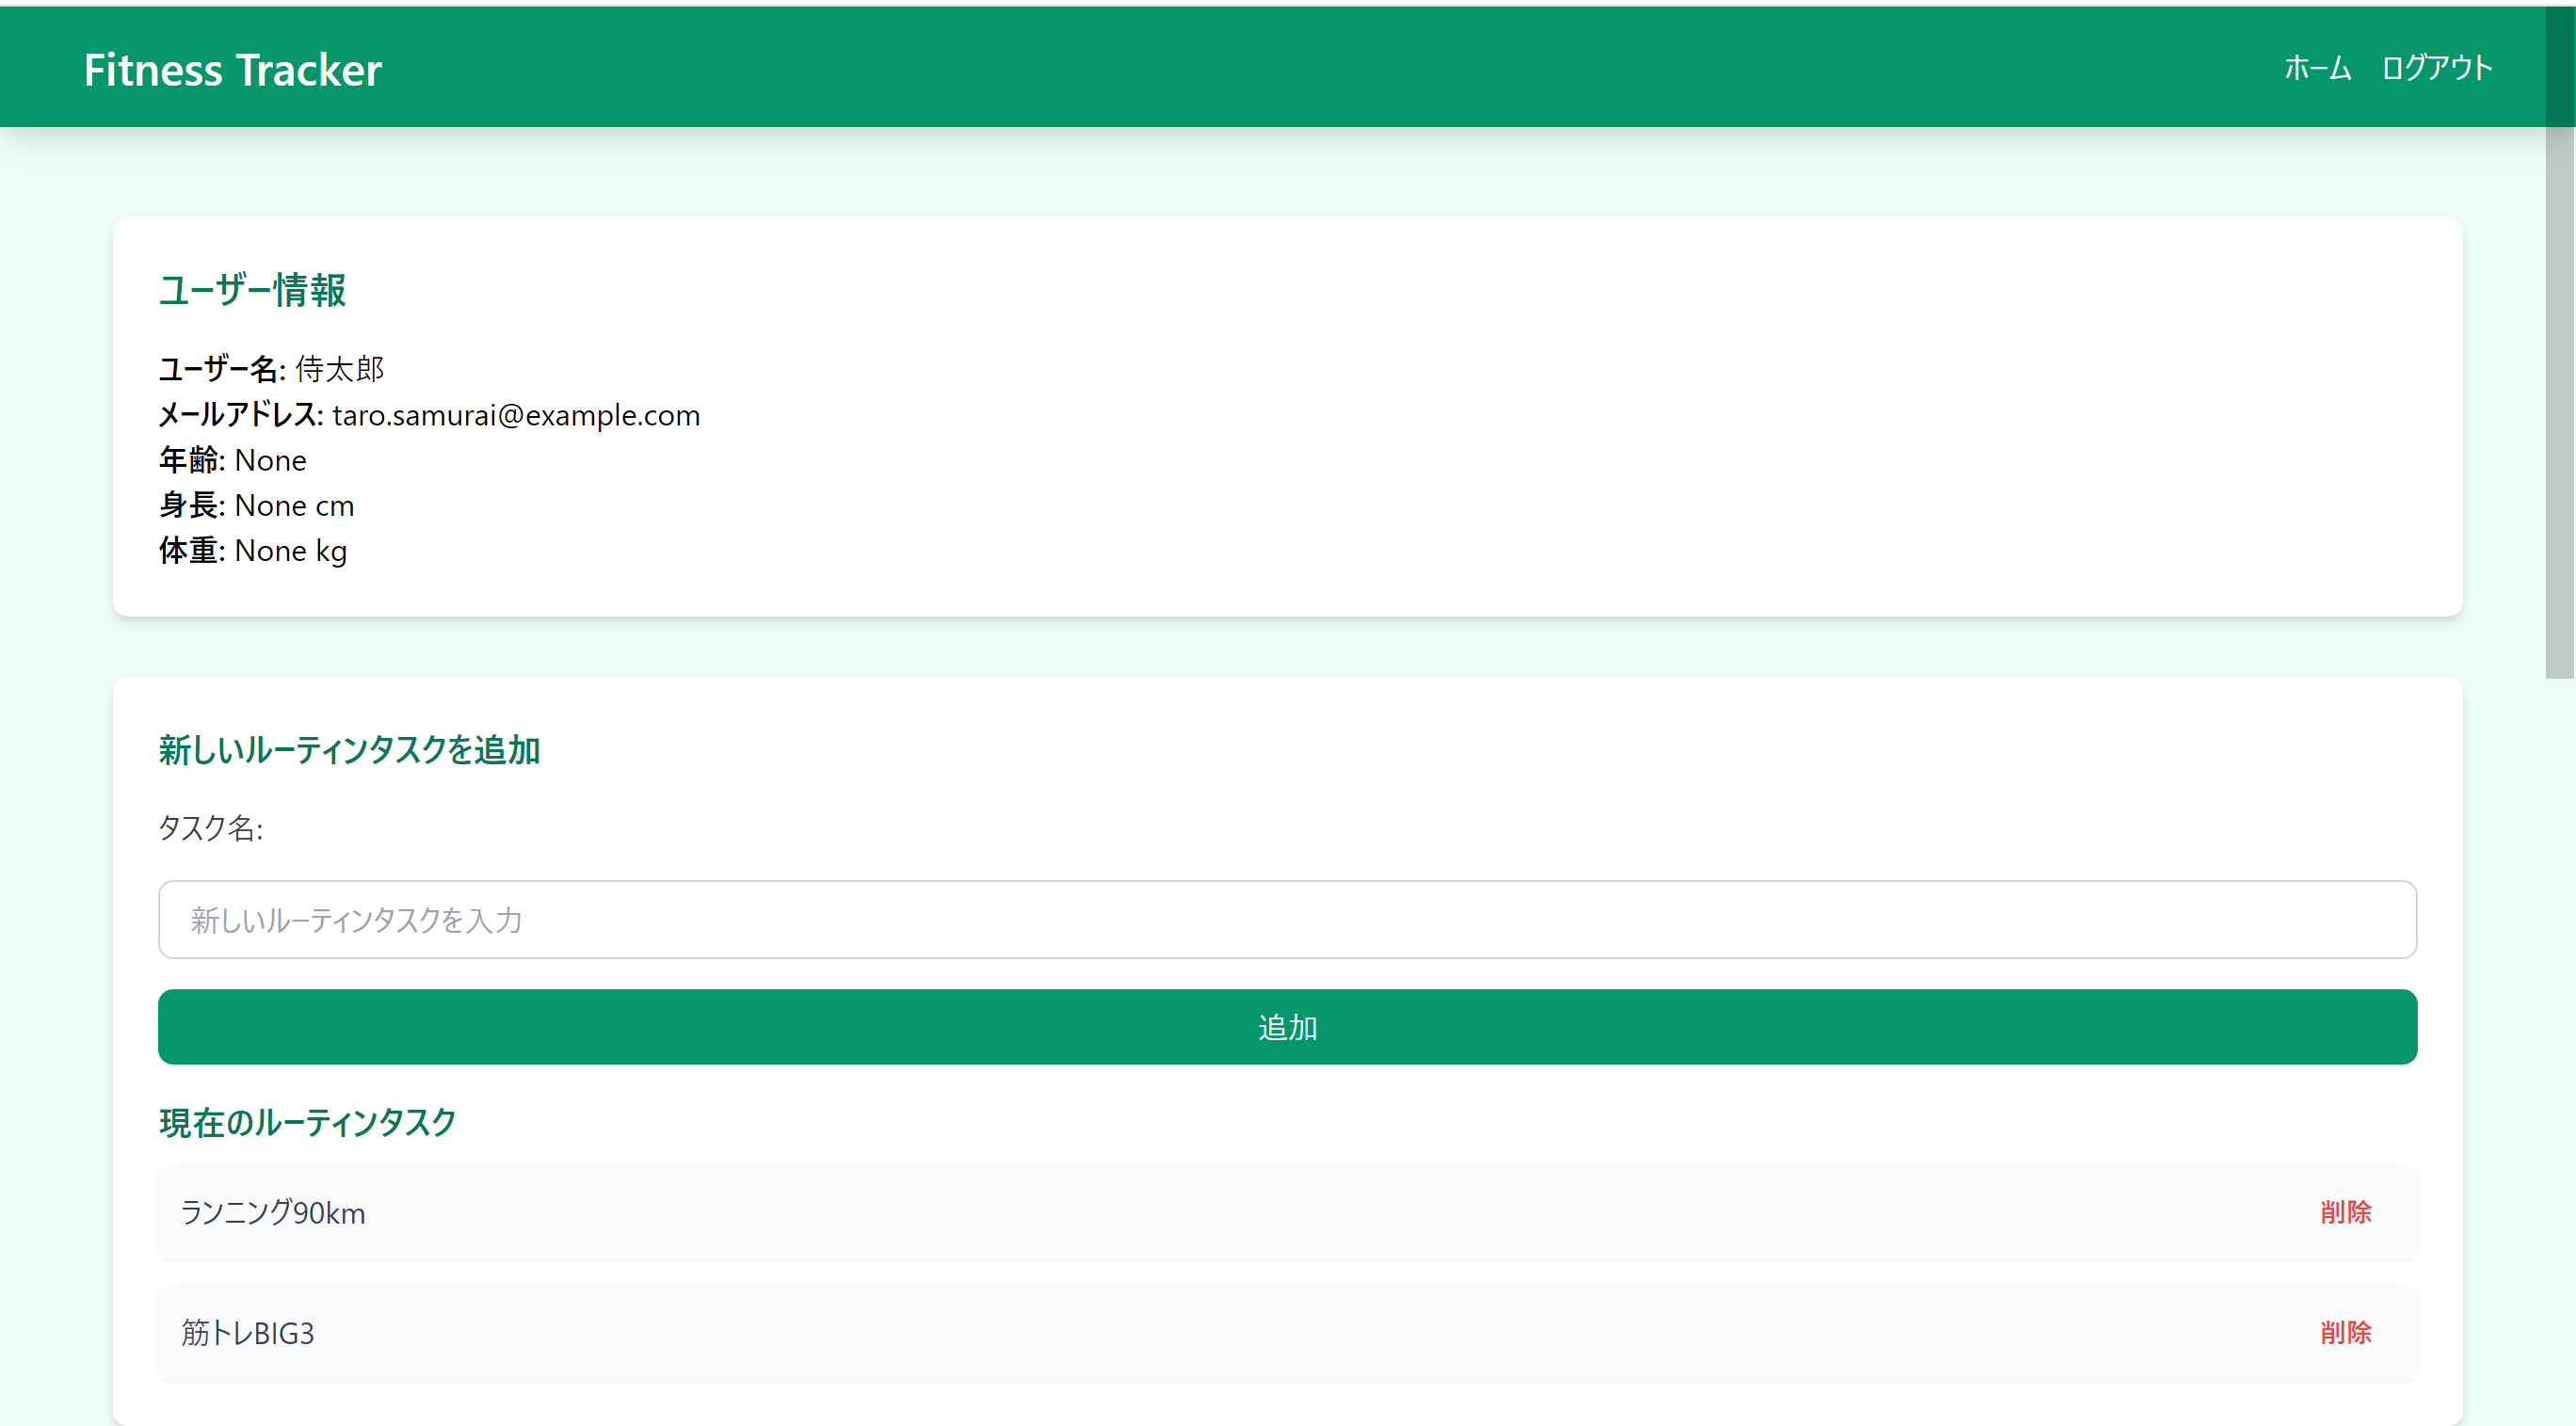 Fitness Tracker
ホーム ログアウト
ユーザー情報
ユーザー名: 侍太郎
メールアドレス: taro.samurai@example.com
年齢: None
身長: None cm
体重: None kg
新しいルーティンタスクを追加
タスク名:
新しいルーティンタスクを入力
追加
現在のルーティンタスク
ランニング90km 削除
筋トレBIG3 削除